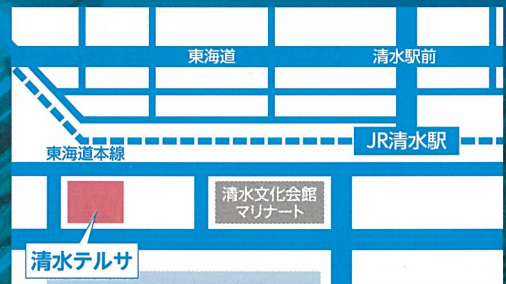 東海道
清水駅前
JR清水駅
東海道本線
清水文化会館
マリナート
清水テルサ